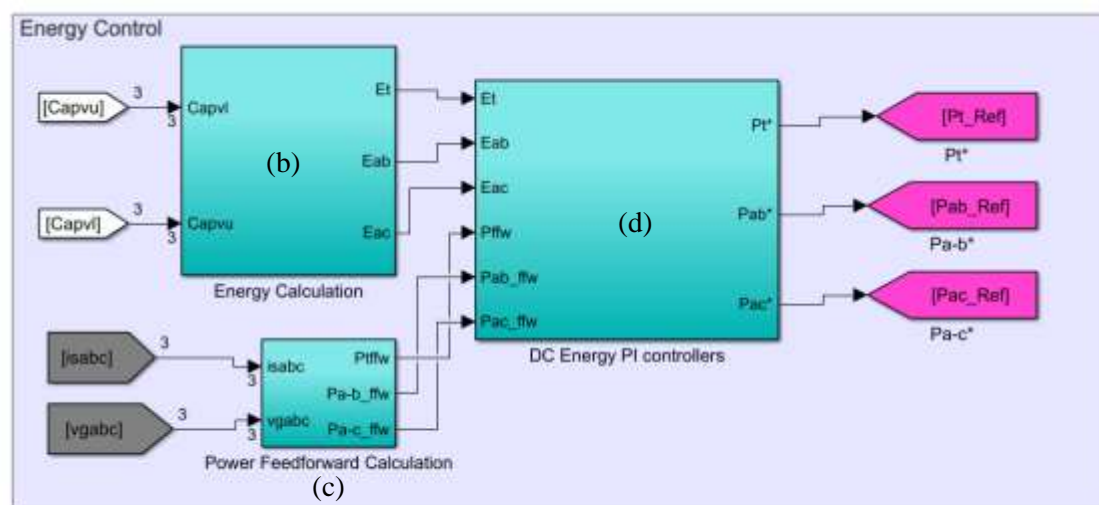 Energy Control
[Capvu]
3
3
Capvl
Et
(b)
Eab
[Capvl]
3
3
Capvu
Eac
Energy Calculation
Et
Eab
Eac
Pffw
Pab_ffw
Pac_ffw
(d)
Pt*
Pab*
Pac*
DC Energy PI controllers
[Pt_Ref]
Pt*
[Pab_Ref]
Pa-b*
[Pac_Ref]
Pa-c*
[isabc]
3
3
isabc
Ptffw
Pa-b_ffw
[vgabc]
3
3
vgabc
Pa-c_ffw
Power Feedforward Calculation
(c)